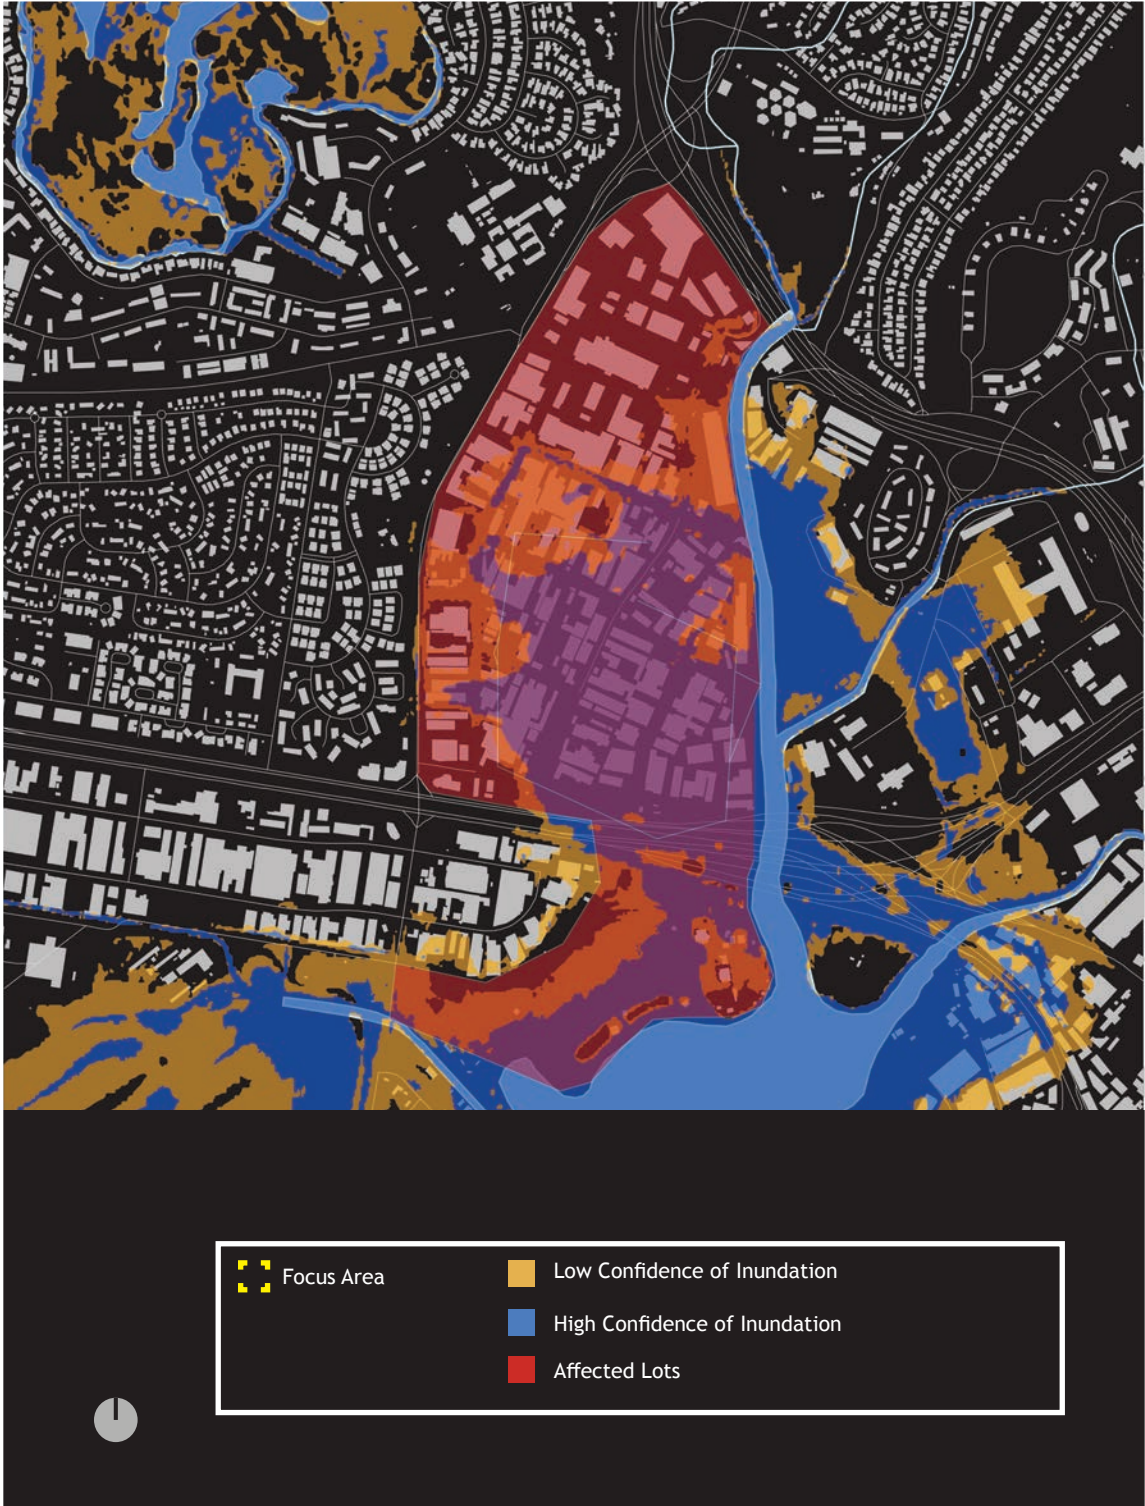 Focus Area
Low Confidence of Inundation
High Confidence of Inundation
Affected Lots